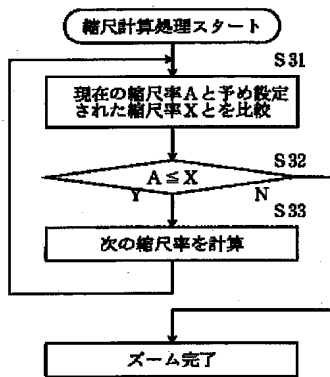 縮尺計算処理スタート
S31
現在の縮尺率Aと予め設定
された縮尺率Xとを比較
S32
A≦X
Y
N
S33
次の縮尺率を計算
ズーム完了